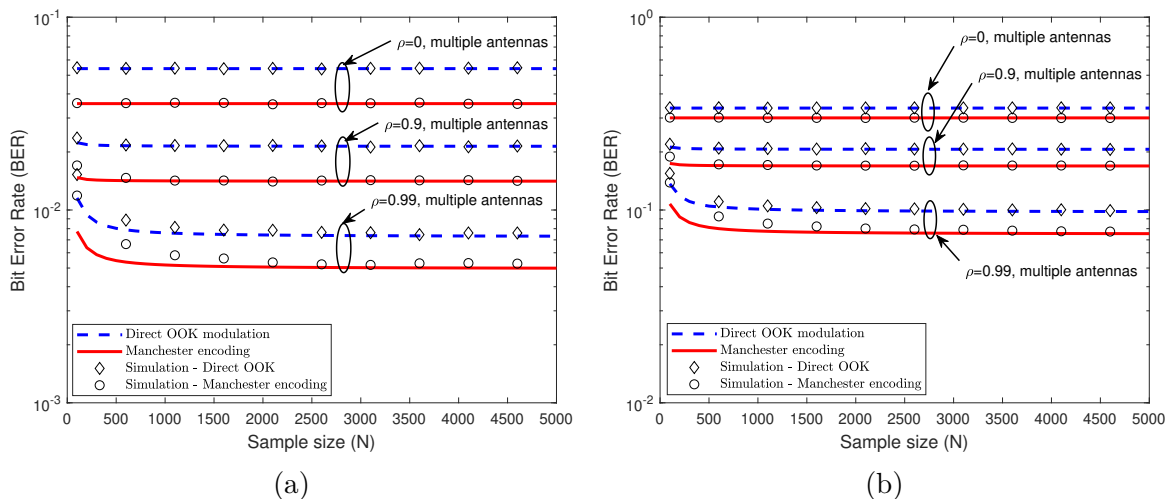 10^-1
10^-2
10^-3
Bit Error Rate (BER)
ρ=0, multiple antennas
ρ=0.9, multiple antennas
ρ=0.99, multiple antennas
Direct OOK modulation
Manchester encoding
Simulation - Direct OOK
Simulation - Manchester encoding
0 500 1000 1500 2000 2500 3000 3500 4000 4500 5000
Sample size (N)
(a)
10^0
10^-1
10^-2
Bit Error Rate (BER)
ρ=0, multiple antennas
ρ=0.9, multiple antennas
ρ=0.99, multiple antennas
Direct OOK modulation
Manchester encoding
Simulation - Direct OOK
Simulation - Manchester encoding
0 500 1000 1500 2000 2500 3000 3500 4000 4500 5000
Sample size (N)
(b)